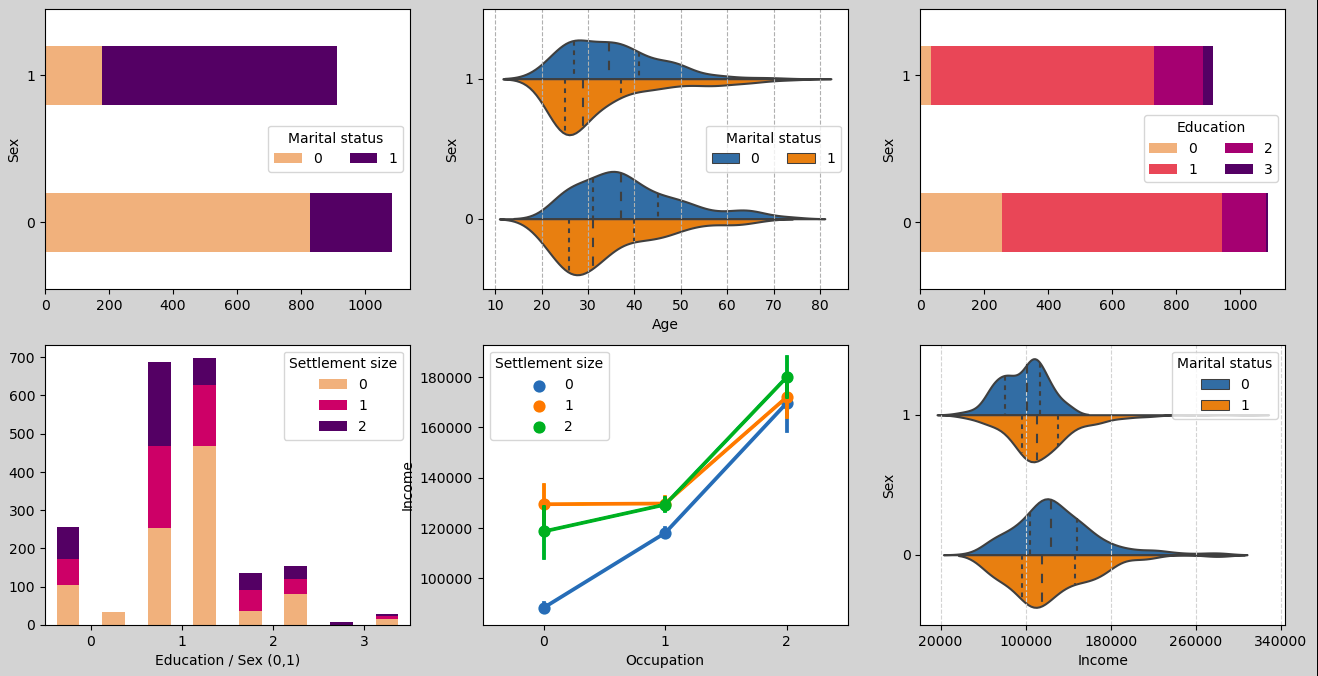 Sex
1
0
Marital status
0 1
0 200 400 600 800 1000
Sex
1
0
Marital status
0 1
10 20 30 40 50 60 70 80
Age
Sex
1
0
Education
0 2
1 3
0 200 400 600 800 1000
700
600
500
400
300
200
100
0
Settlement size
0
1
2
0 1 2 3
Education / Sex (0,1)
Income
180000
160000
140000
120000
100000
Settlement size
0
1
2
0 1 2
Occupation
Sex
1
0
Marital status
0
1
20000 100000 180000 260000 340000
Income